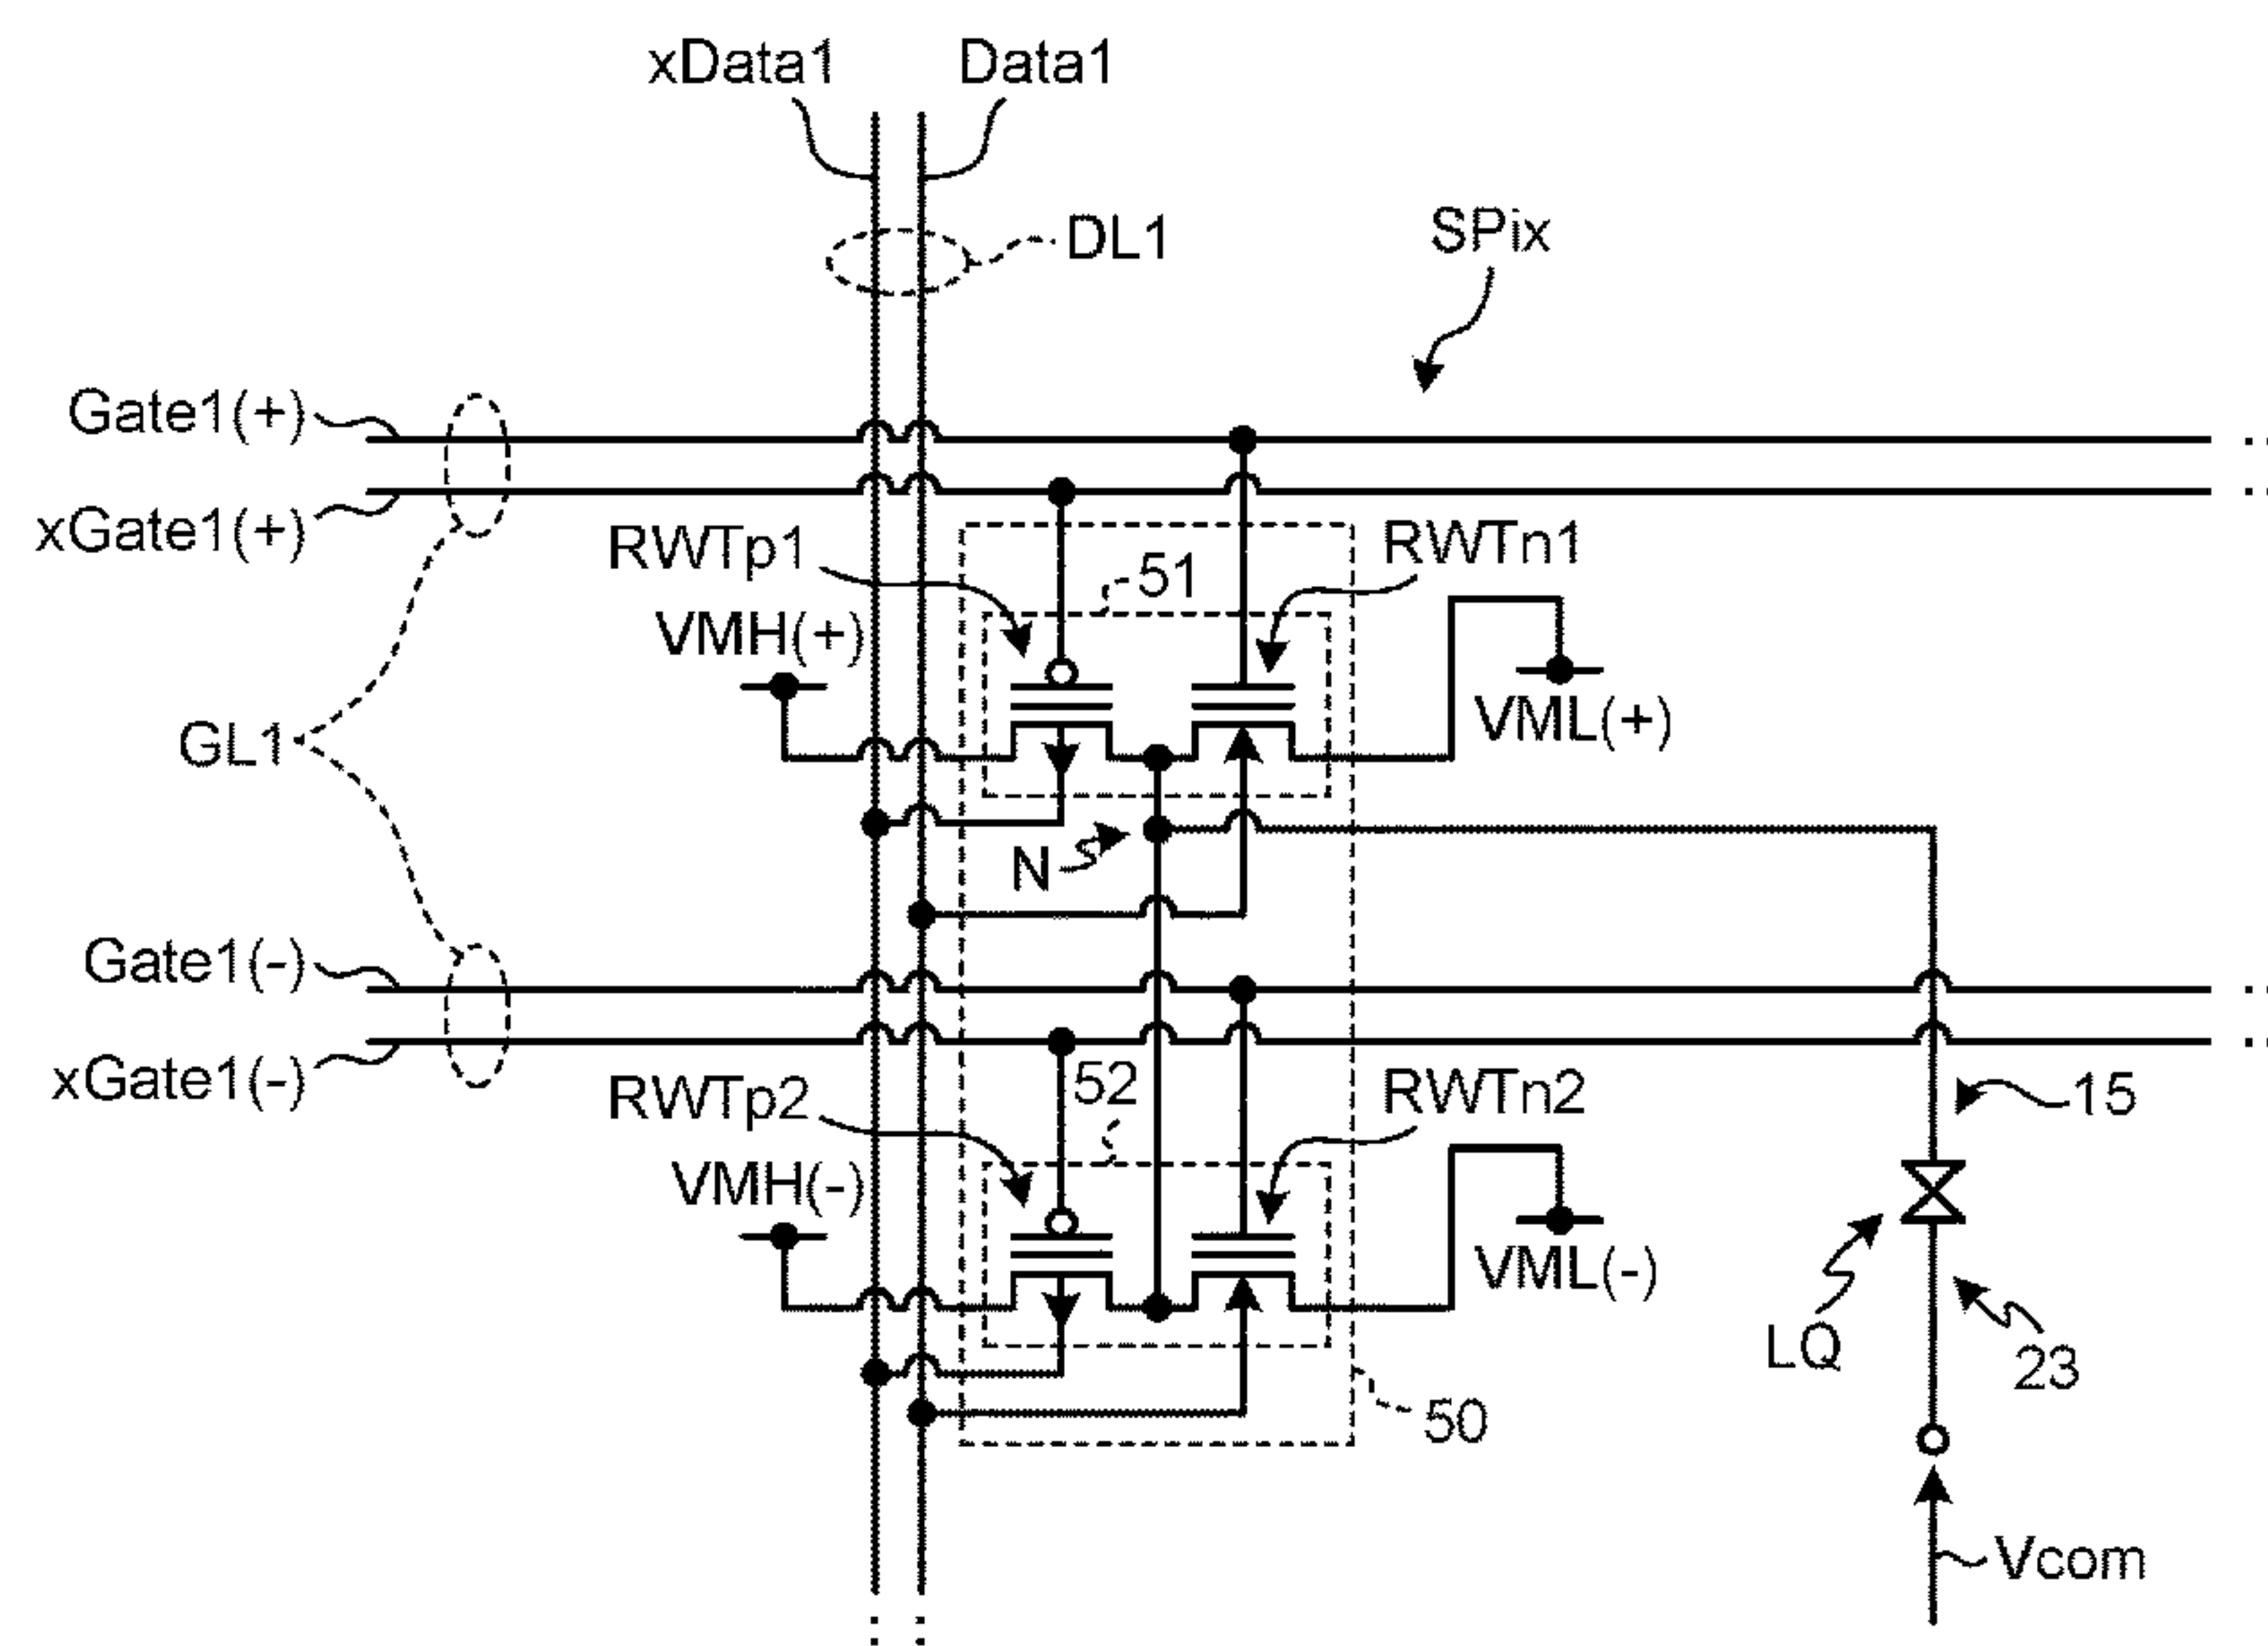 xData1
Data1
DL1
SPix
Gate1(+)
xGate1(+)
RWTp1
51
RWTn1
VMH(+)
VML(+)
GL1
N
Gate1(-)
xGate1(-)
RWTp2
52
RWTn2
15
VMH(-)
VML(-)
LQ
23
50
Vcom